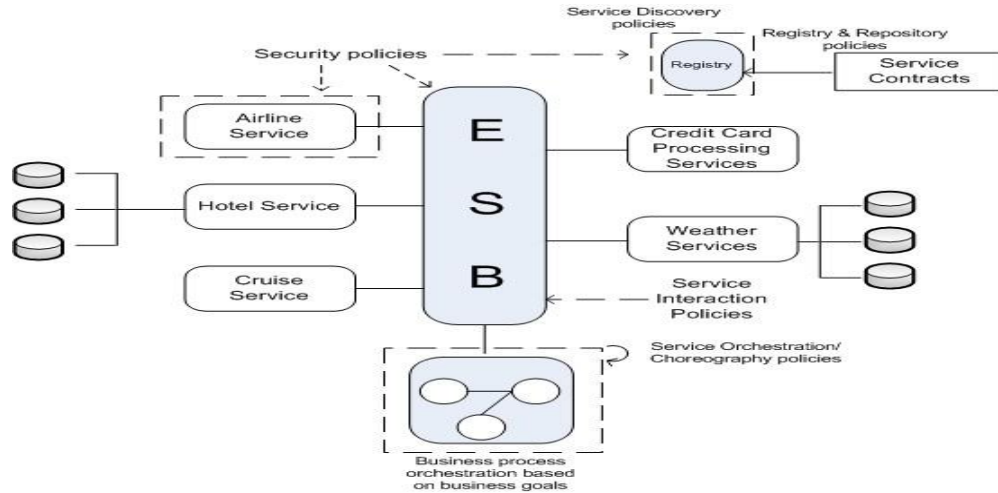 Service Discovery
policies
Security policies
Registry & Repository
policies
Registry
Service
Contracts
Airline
Service
E
Credit Card
Processing
Services
Hotel Service
S
Weather
Services
Cruise
Service
B
Service
Interaction
Policies
Service Orchestration/
Choreography policies
Business process
orchestration based
on business goals